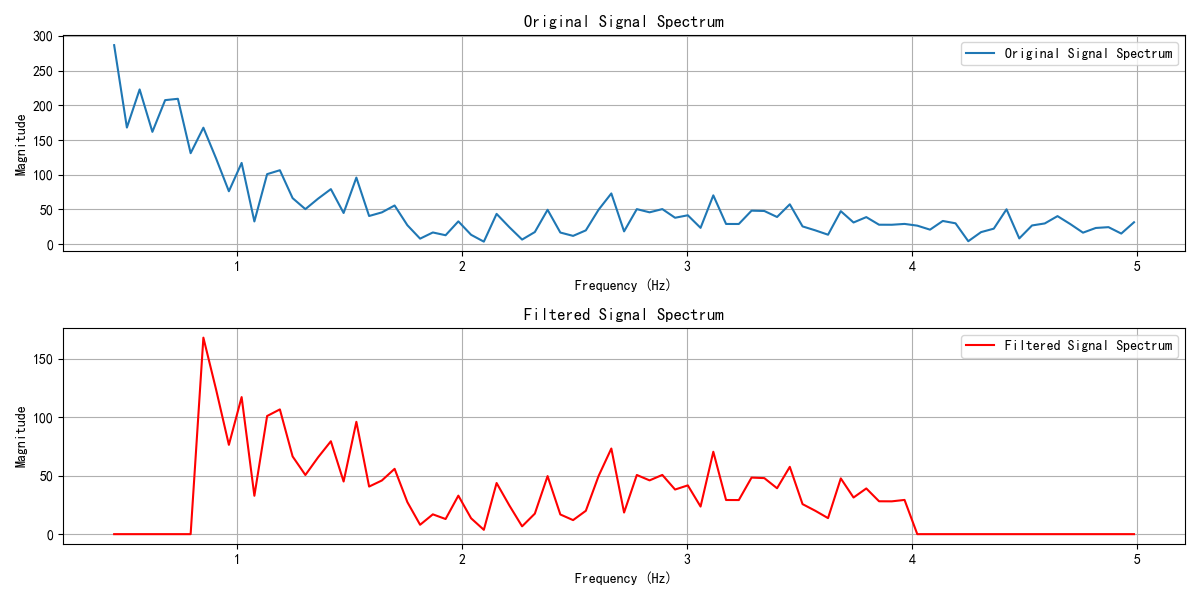 Original Signal Spectrum
300
250
200
150
100
50
0
Magnitude
Original Signal Spectrum
1 2 3 4 5
Frequency (Hz)
Filtered Signal Spectrum
150
100
50
0
Magnitude
Filtered Signal Spectrum
1 2 3 4 5
Frequency (Hz)